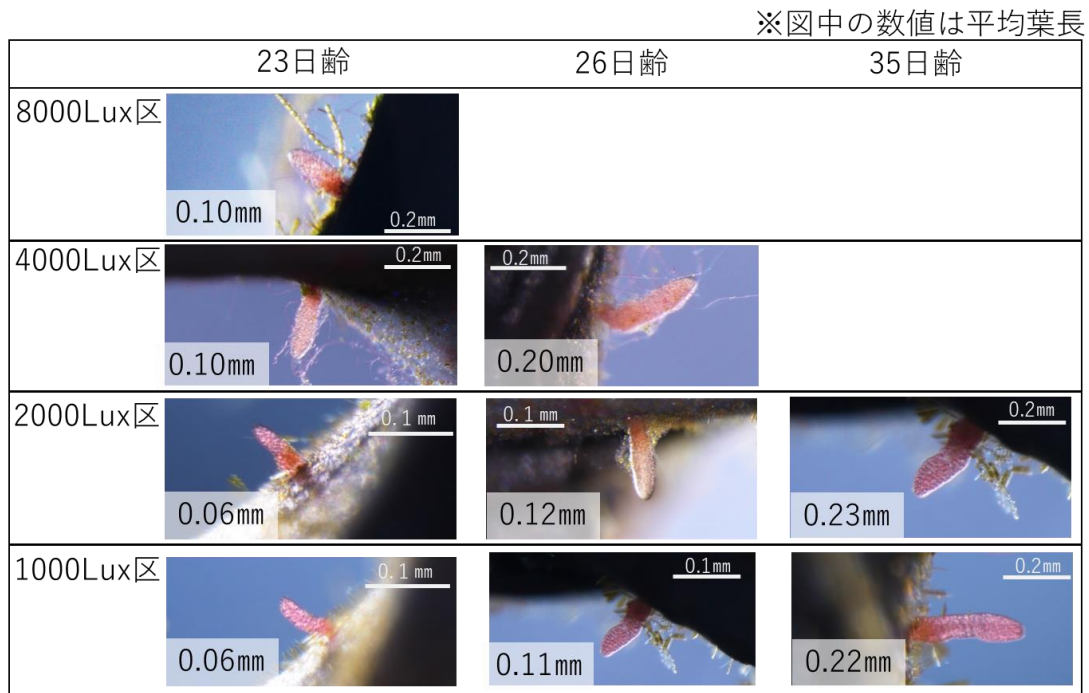 ※図中の数値は平均葉長
23日齢 26日齢 35日齢
8000Lux区
0.10㎜ 0.2㎜
4000Lux区 0.2㎜ 0.2㎜
0.10㎜ 0.20㎜
2000Lux区 0.1 ㎜ 0.1 ㎜ 0.2㎜
0.06㎜ 0.12㎜ 0.23㎜
1000Lux区 0.1 ㎜ 0.1㎜ 0.2㎜
0.06㎜ 0.11㎜ 0.22㎜